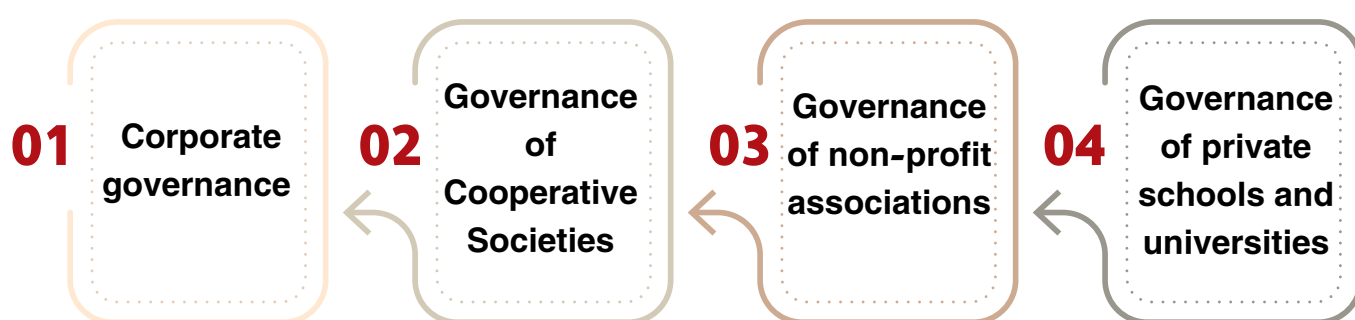 01
Corporate
governance
02
Governance
of
Cooperative
Societies
03
Governance
of non-profit
associations
04
Governance
of private
schools and
universities